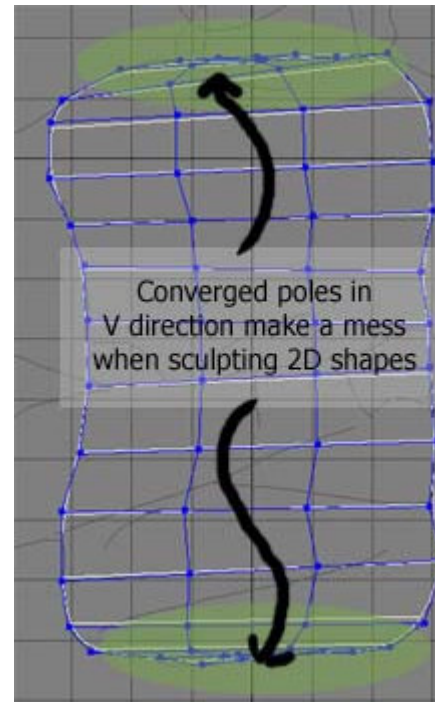 Converged poles in
V direction make a mess
when sculpting 2D shapes